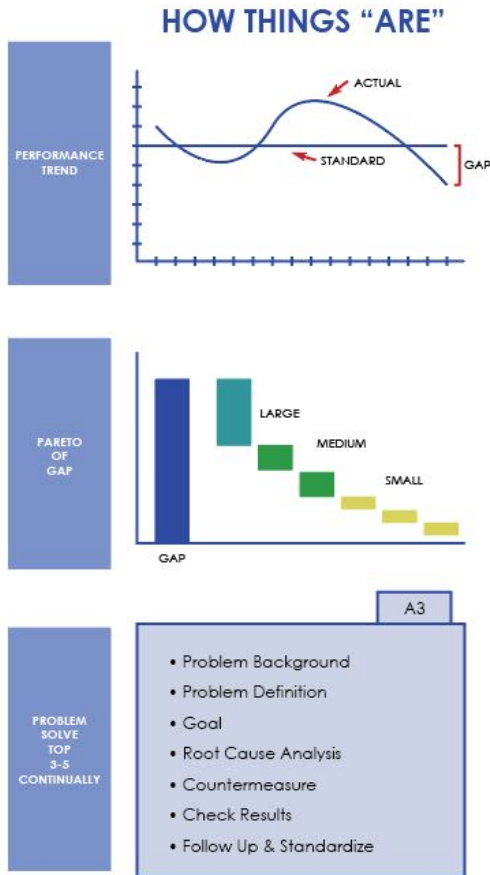 HOW THINGS “ARE”
PERFORMANCE
TREND
ACTUAL
STANDARD
GAP
PARETO
OF
GAP
LARGE
MEDIUM
SMALL
GAP
PROBLEM
SOLVE
TOP
3-5
CONTINUALLY
A3
• Problem Background
• Problem Definition
• Goal
• Root Cause Analysis
• Countermeasure
• Check Results
• Follow Up & Standardize